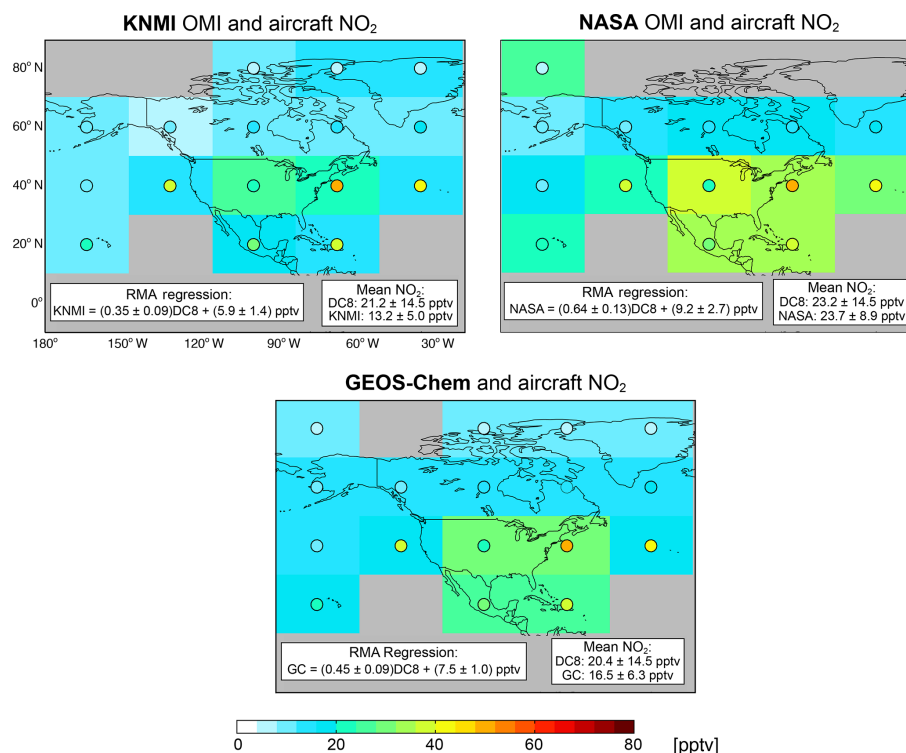 KNMI OMI and aircraft NO₂
NASA OMI and aircraft NO₂
80° N
60° N
40° N
20° N
0°
180°
150° W
120° W
90° W
60° W
30° W
RMA regression:
KNMI = (0.35 ± 0.09)DC8 + (5.9 ± 1.4) pptv
Mean NO₂:
DC8: 21.2 ± 14.5 pptv
KNMI: 13.2 ± 5.0 pptv
RMA regression:
NASA = (0.64 ± 0.13)DC8 + (9.2 ± 2.7) pptv
Mean NO₂:
DC8: 23.2 ± 14.5 pptv
NASA: 23.7 ± 8.9 pptv
GEOS-Chem and aircraft NO₂
RMA Regression:
GC = (0.45 ± 0.09)DC8 + (7.5 ± 1.0) pptv
Mean NO₂:
DC8: 20.4 ± 14.5 pptv
GC: 16.5 ± 6.3 pptv
0 20 40 60 80 [pptv]